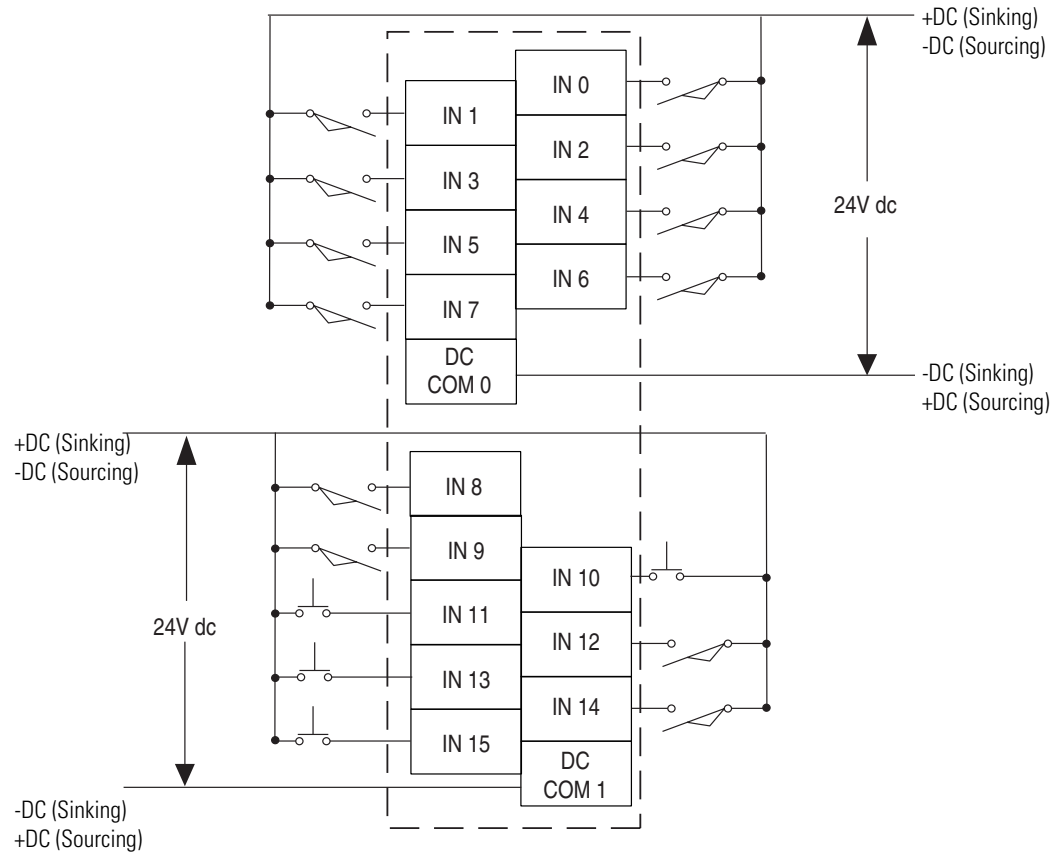 +DC (Sinking)
-DC (Sourcing)
IN 0
IN 1
IN 2
IN 3
IN 4
24V dc
IN 5
IN 6
IN 7
DC
COM 0
-DC (Sinking)
+DC (Sourcing)
+DC (Sinking)
-DC (Sourcing)
IN 8
IN 9
IN 10
IN 11
24V dc
IN 12
IN 13
IN 14
IN 15
DC
COM 1
-DC (Sinking)
+DC (Sourcing)